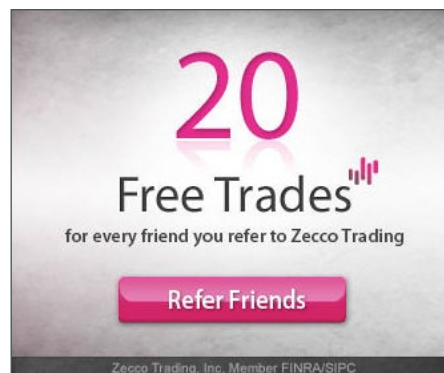 20
Free Trades
for every friend you refer to Zecco Trading
Refer Friends
Zecco Trading, Inc. Member FINRA/SIPC